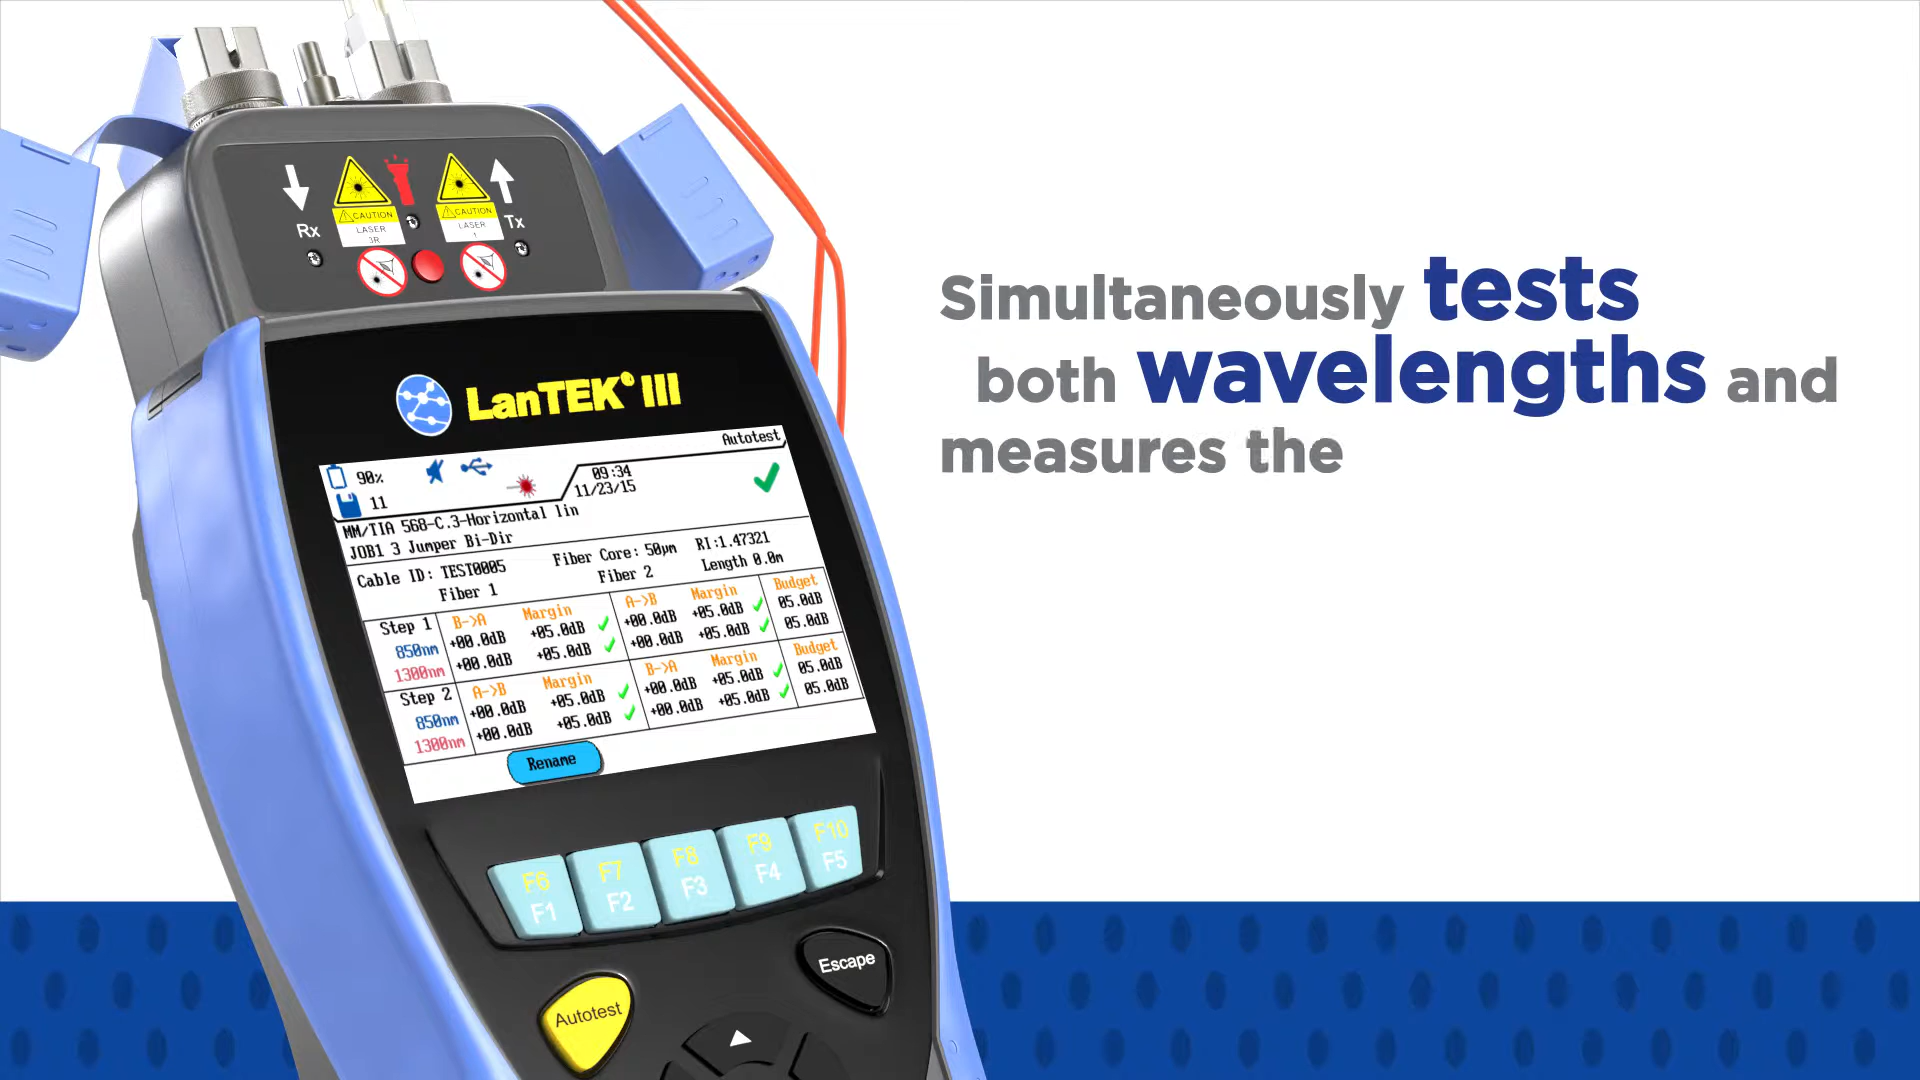 Rx
CAUTION
LASER
3R
CAUTION
LASER
1
Tx
LanTEK III
Autotest
90%
11
09:34
11/23/15
MM/TIA 568-C.3-Horizontal lin
JOB1 3 Jumper Bi-Dir
Cable ID: TEST0005 Fiber Core: 50µm RI:1.47321
Fiber 1 Fiber 2 Length 0.0m
Step 1 B->A Margin A->B Margin Budget
850nm +00.0dB +05.0dB +00.0dB +05.0dB 05.0dB
1300nm +00.0dB +05.0dB +00.0dB +05.0dB 05.0dB
Step 2 A->B Margin B->A Margin Budget
850nm +00.0dB +05.0dB +00.0dB +05.0dB 05.0dB
1300nm +00.0dB +05.0dB +00.0dB +05.0dB 05.0dB
Rename
F6 F7 F8 F9 F10
F1 F2 F3 F4 F5
Autotest
Escape
Simultaneously tests
both wavelengths and
measures the